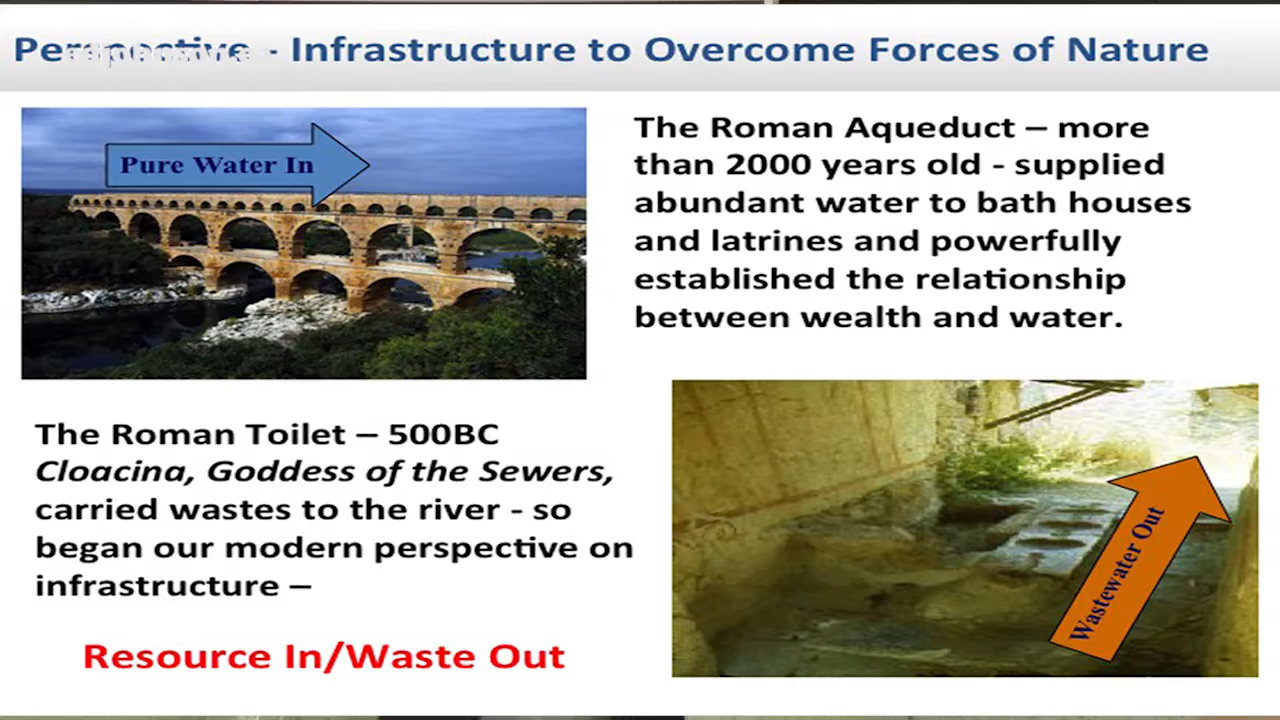 Perspective - Infrastructure to Overcome Forces of Nature
Pure Water In
The Roman Aqueduct – more
than 2000 years old - supplied
abundant water to bath houses
and latrines and powerfully
established the relationship
between wealth and water.
The Roman Toilet – 500BC
Cloacina, Goddess of the Sewers,
carried wastes to the river - so
began our modern perspective on
infrastructure –
Resource In/Waste Out
Wastewater Out